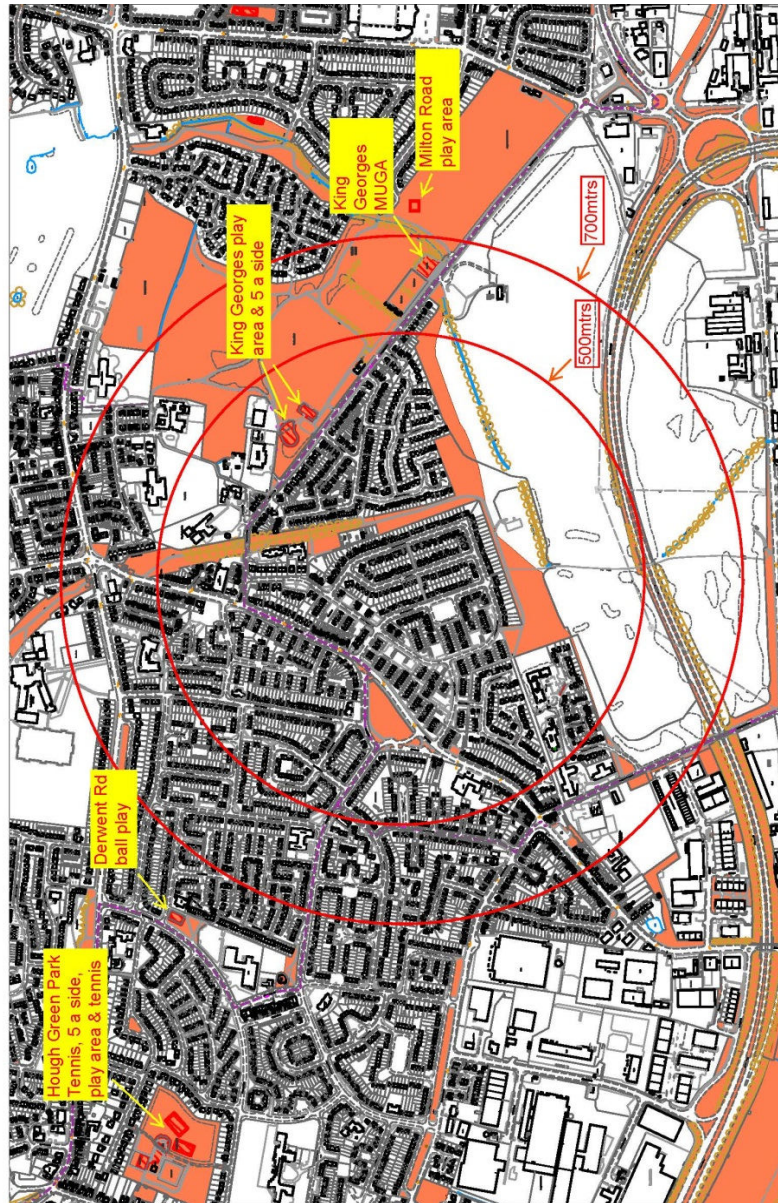 Hough Green Park
Tennis, 5 a side,
play area & tennis
Derwent Rd
ball play
King Georges play
area & 5 a side
King
Georges
MUGA
Milton Road
play area
500mtrs
700mtrs